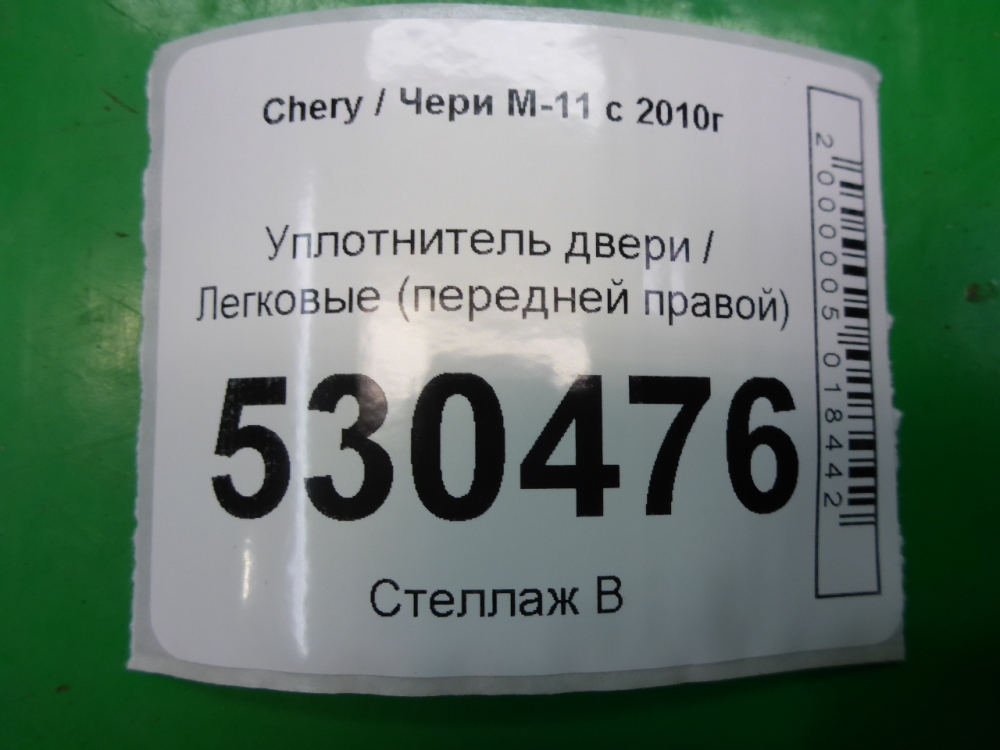 Chery / Чери М-11 с 2010г
Уплотнитель двери /
Легковые (передней правой)
530476
Стеллаж В
2000005018442